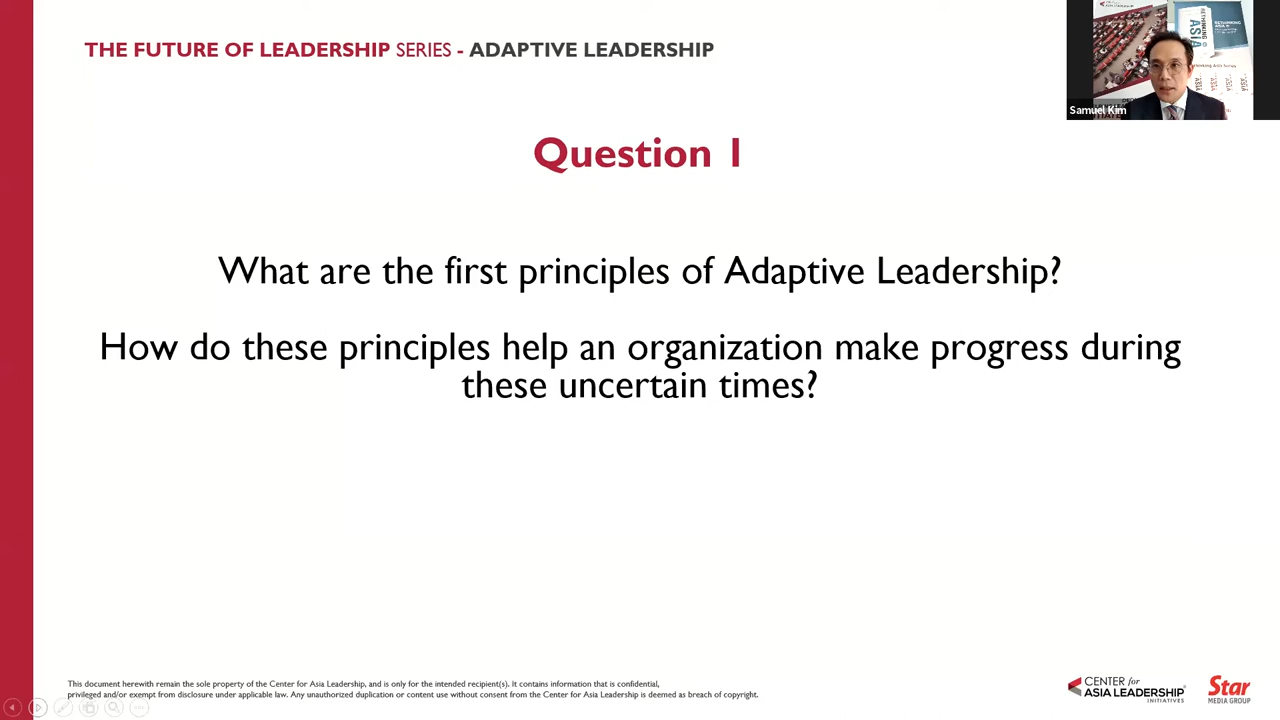 THE FUTURE OF LEADERSHIP SERIES - ADAPTIVE LEADERSHIP
Samuel Kim
Question 1
What are the first principles of Adaptive Leadership?
How do these principles help an organization make progress during
these uncertain times?
This document herewith remain the sole property of the Center for Asia Leadership, and is only for the intended recipient(s). It contains information that is confidential,
privileged and/or exempt from disclosure under applicable law. Any unauthorized duplication or content use without consent from the Center for Asia Leadership is deemed as breach of copyright.
CENTER for
ASIA LEADERSHIP
INITIATIVES
Star
MEDIA GROUP